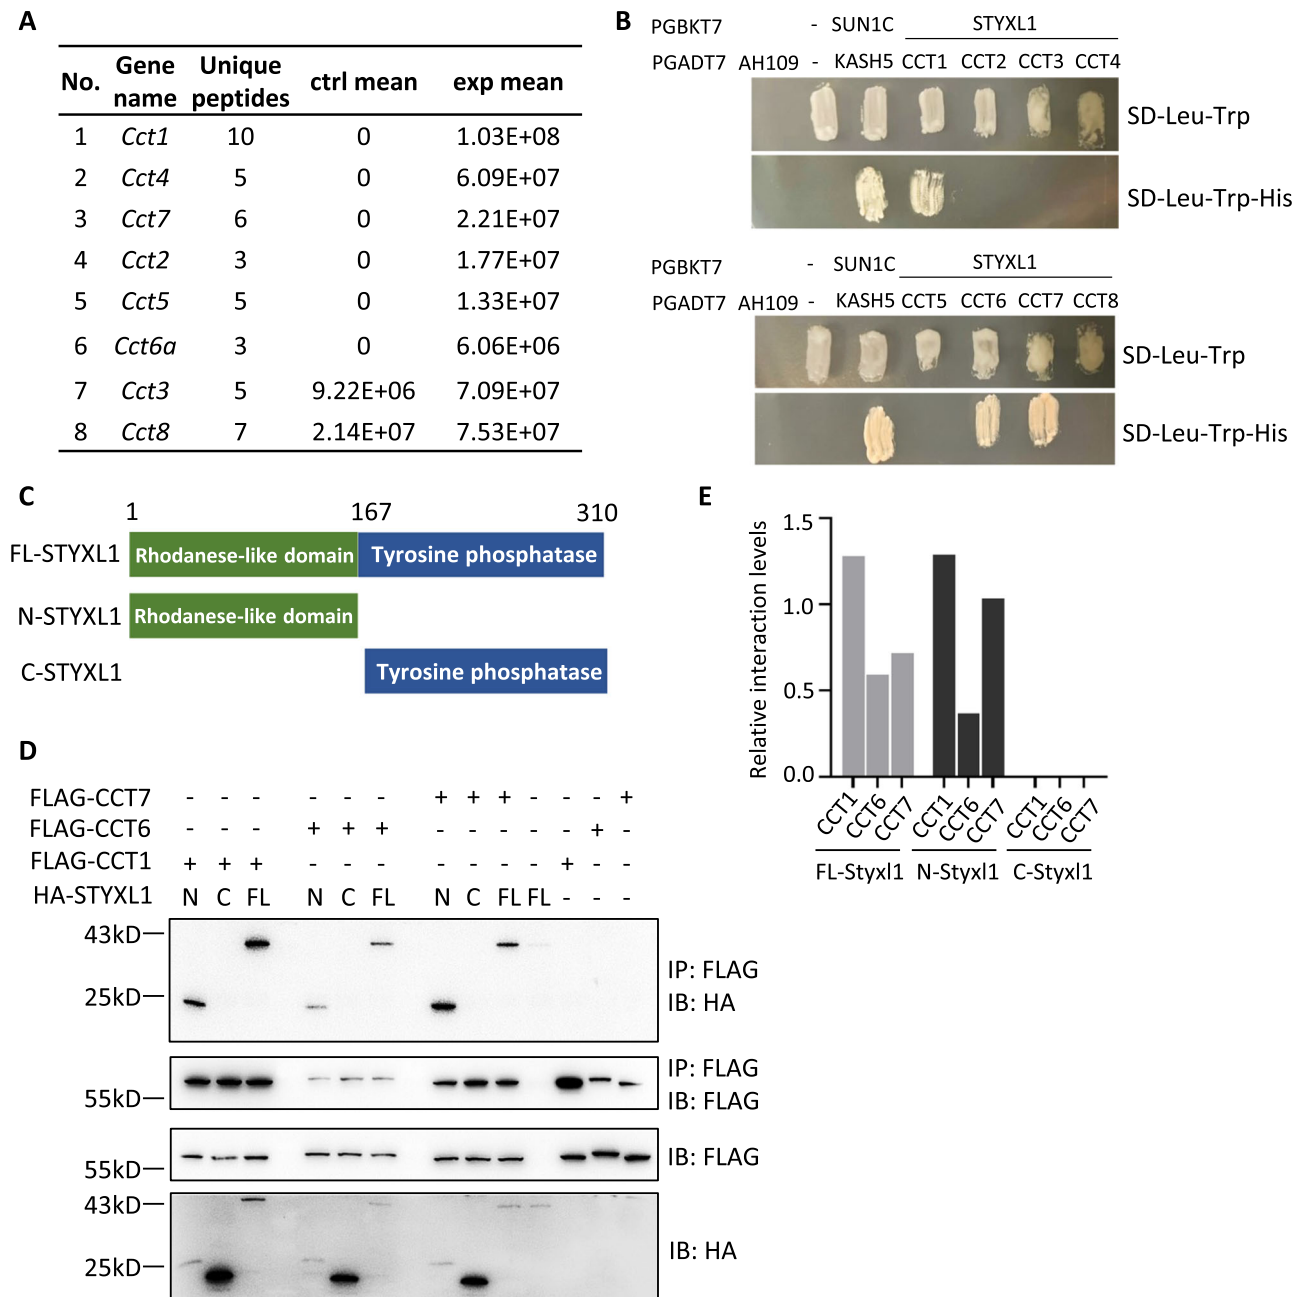 A
No. Gene name Unique peptides ctrl mean exp mean
1 Cct1 10 0 1.03E+08
2 Cct4 5 0 6.09E+07
3 Cct7 6 0 2.21E+07
4 Cct2 3 0 1.77E+07
5 Cct5 5 0 1.33E+07
6 Cct6a 3 0 6.06E+06
7 Cct3 5 9.22E+06 7.09E+07
8 Cct8 7 2.14E+07 7.53E+07
B
PGBKT7 - SUN1C STYXL1
PGADT7 AH109 - KASH5 CCT1 CCT2 CCT3 CCT4
SD-Leu-Trp
SD-Leu-Trp-His
PGBKT7 - SUN1C STYXL1
PGADT7 AH109 - KASH5 CCT5 CCT6 CCT7 CCT8
SD-Leu-Trp
SD-Leu-Trp-His
C
1 167 310
FL-STYXL1 Rhodanese-like domain Tyrosine phosphatase
N-STYXL1 Rhodanese-like domain
C-STYXL1 Tyrosine phosphatase
D
FLAG-CCT7 - - - - - - + + + - - - +
FLAG-CCT6 - - - + + + - - - - - + -
FLAG-CCT1 + + + - - - - - - - + - -
HA-STYXL1 N C FL N C FL N C FL FL - - -
43kD
25kD
IP: FLAG
IB: HA
55kD
IP: FLAG
IB: FLAG
55kD
IB: FLAG
43kD
25kD
IB: HA
E
Relative interaction levels
1.5
1.0
0.5
0.0
CCT1 CCT6 CCT7 CCT1 CCT6 CCT7 CCT1 CCT6 CCT7
FL-Styxl1 N-Styxl1 C-Styxl1